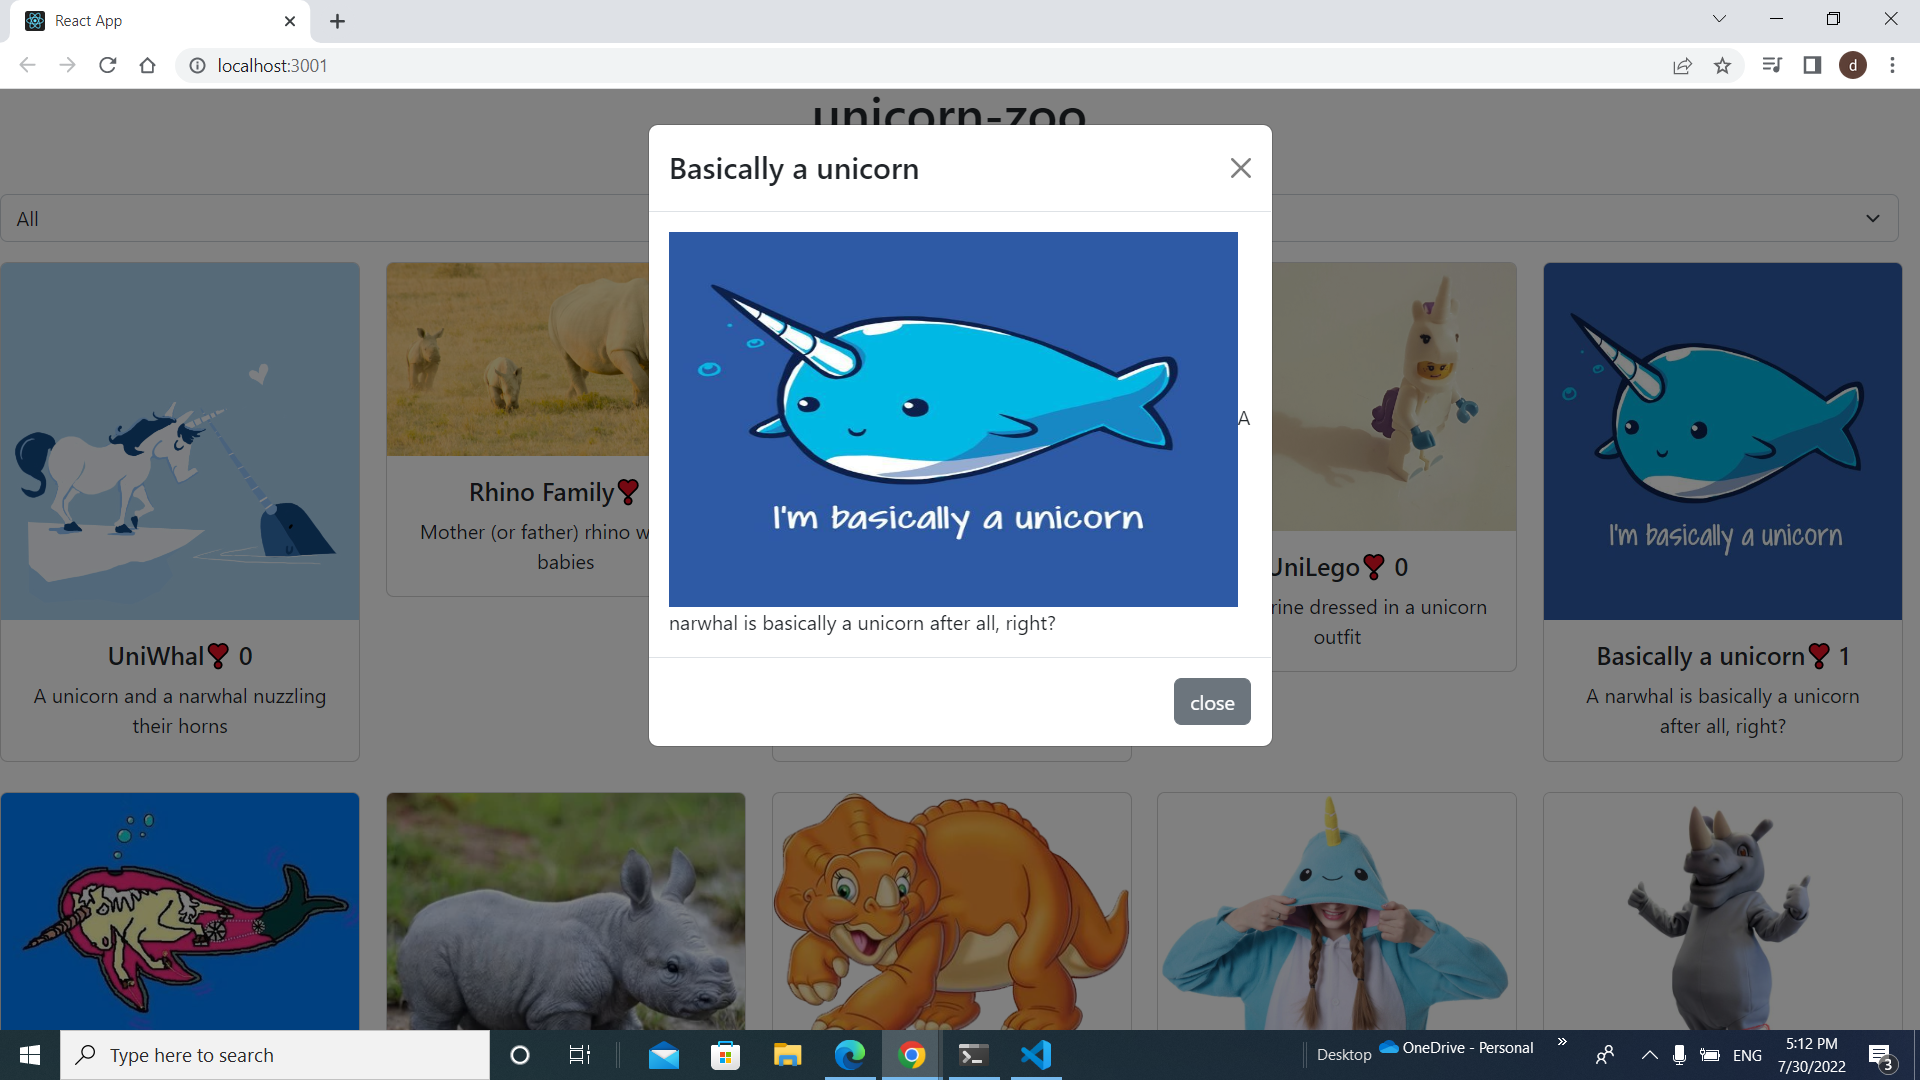 React App
localhost:3001
unicorn-zoo
Basically a unicorn
All
I'm basically a unicorn
A
narwhal is basically a unicorn after all, right?
close
UniWhal 0
A unicorn and a narwhal nuzzling
their horns
Rhino Family
Mother (or father) rhino w
babies
UniLego 0
rine dressed in a unicorn
outfit
I'm basically a unicorn
Basically a unicorn 1
A narwhal is basically a unicorn
after all, right?
Type here to search
Desktop
OneDrive - Personal
ENG
5:12 PM
7/30/2022
3
d